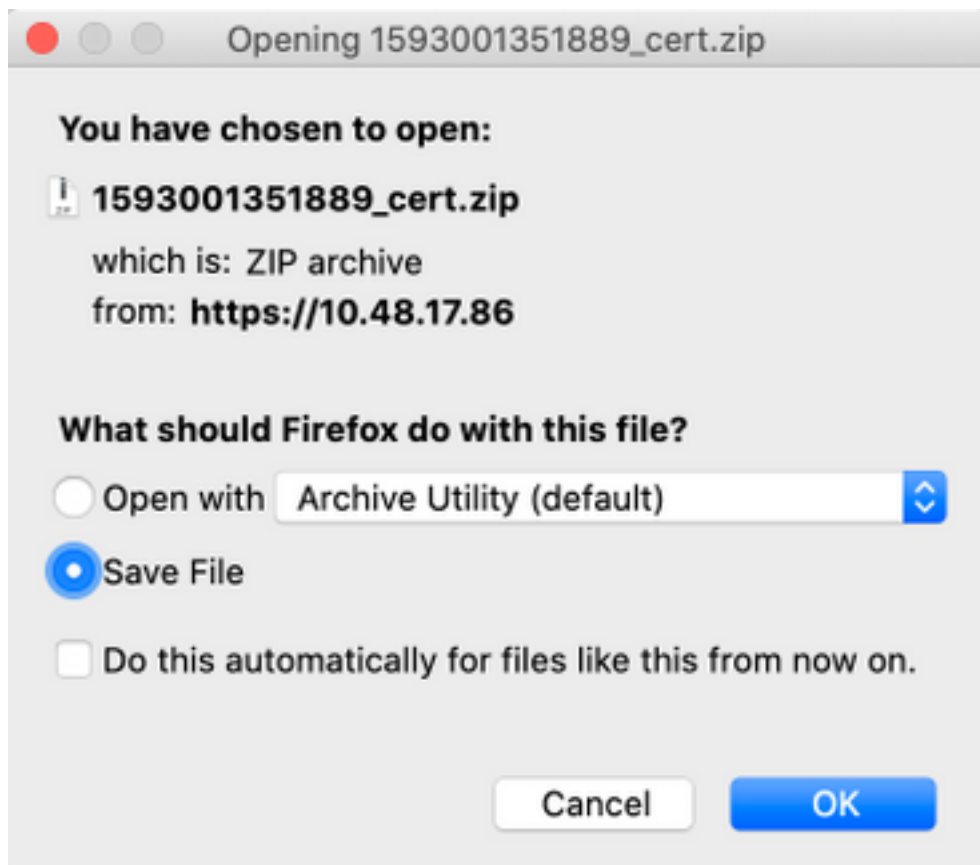 Opening 1593001351889_cert.zip
You have chosen to open:
1593001351889_cert.zip
which is: ZIP archive
from: https://10.48.17.86
What should Firefox do with this file?
Open with Archive Utility (default)
Save File
Do this automatically for files like this from now on.
Cancel OK